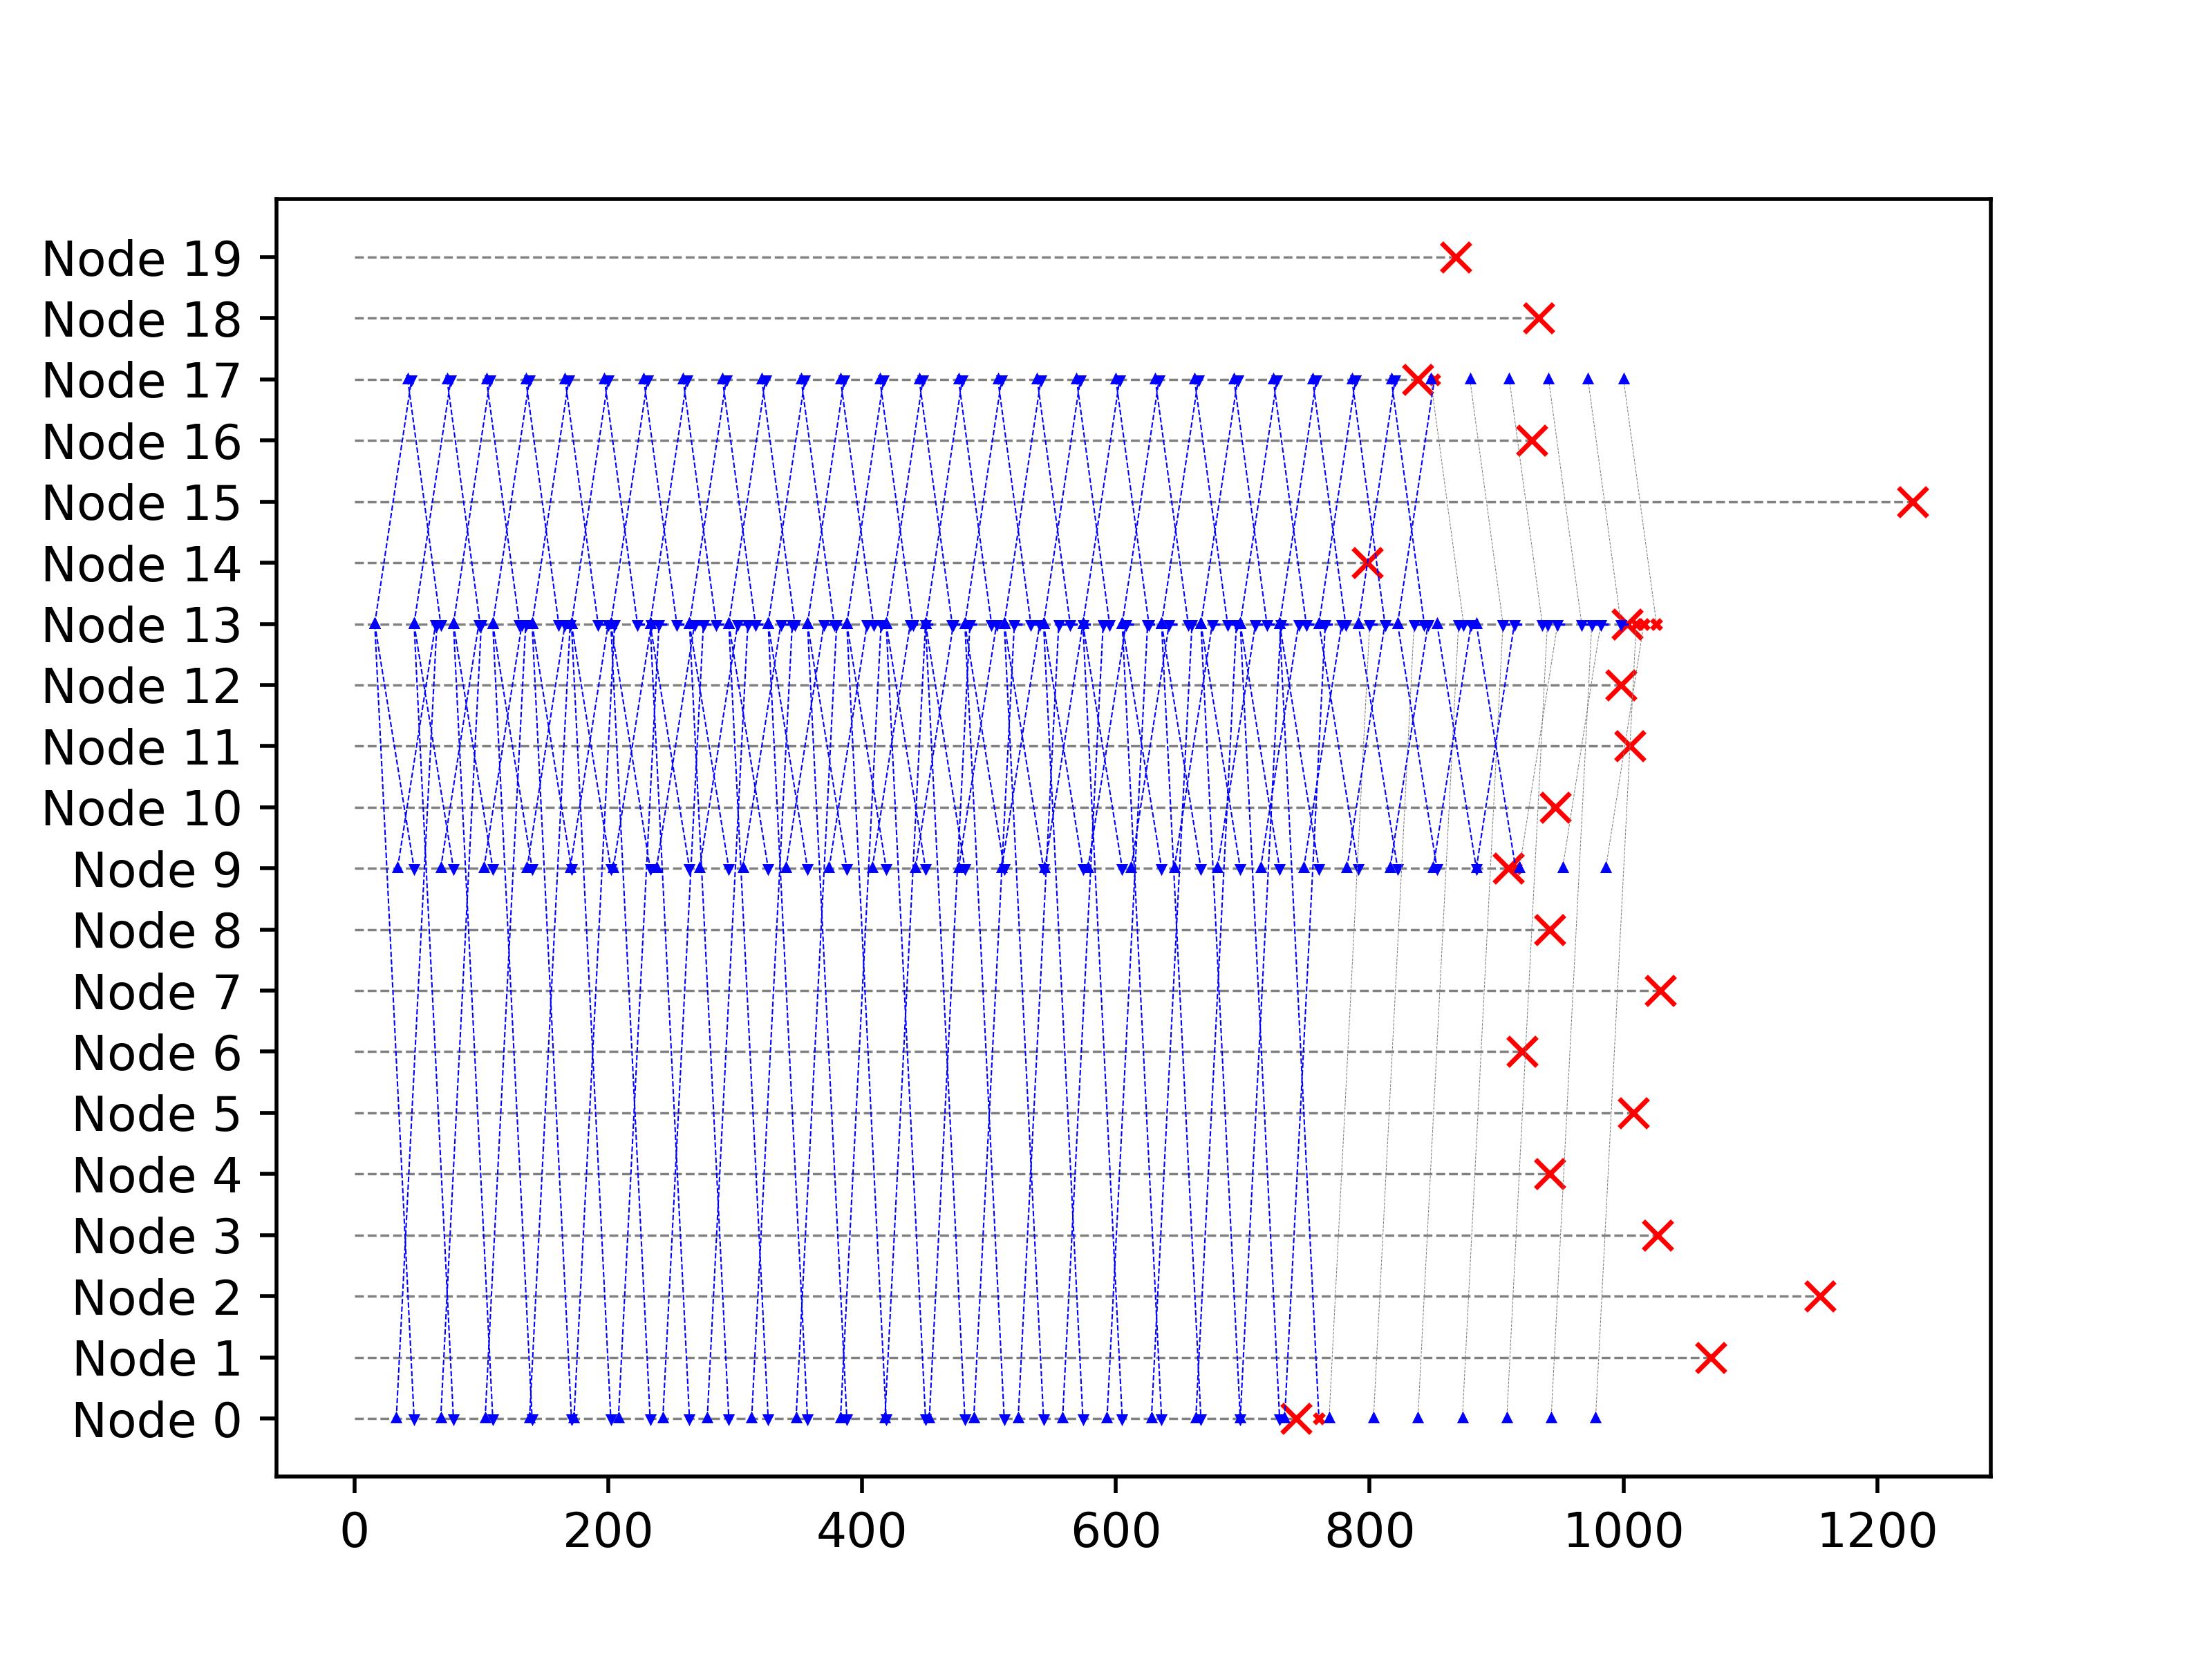 Node 19
Node 18
Node 17
Node 16
Node 15
Node 14
Node 13
Node 12
Node 11
Node 10
Node 9
Node 8
Node 7
Node 6
Node 5
Node 4
Node 3
Node 2
Node 1
Node 0
0 200 400 600 800 1000 1200